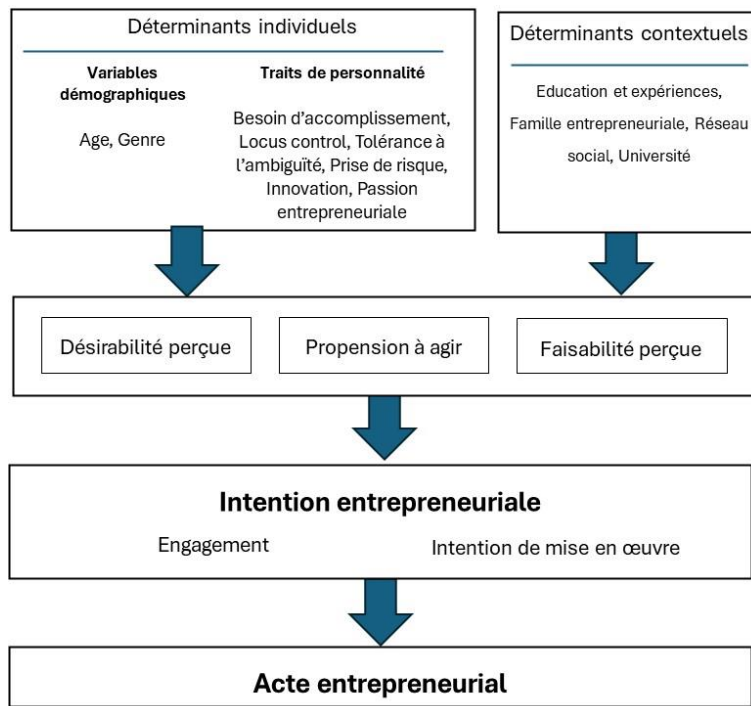 Déterminants individuels
Variables
démographiques
Age, Genre
Traits de personnalité
Besoin d'accomplissement,
Locus control, Tolérance à
l'ambiguïté, Prise de risque,
Innovation, Passion
entrepreneuriale
Déterminants contextuels
Education et expériences,
Famille entrepreneuriale, Réseau
social, Université
Désirabilité perçue
Propension à agir
Faisabilité perçue
Intention entrepreneuriale
Engagement
Intention de mise en œuvre
Acte entrepreneurial